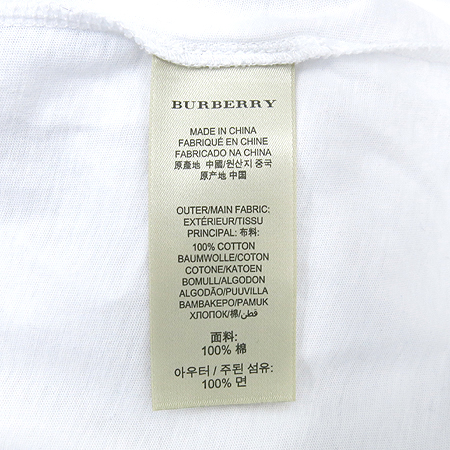 BURBERRY
MADE IN CHINA
FABRIQUÉ EN CHINE
FABRICADO NA CHINA
原產地 中國/원산지 중국
原产地 中国
OUTER/MAIN FABRIC:
EXTÉRIEUR/TISSU
PRINCIPAL: 布料:
100% COTTON
BAUMWOLLE/COTON
COTONE/KATOEN
BOMULL/ALGODON
ALGODÃO/PUUVILLA
BAMBAKEPO/PAMUK
ХЛОПОК/棉/قطن
面料:
100% 棉
아우터 / 주된 섬유:
100% 면